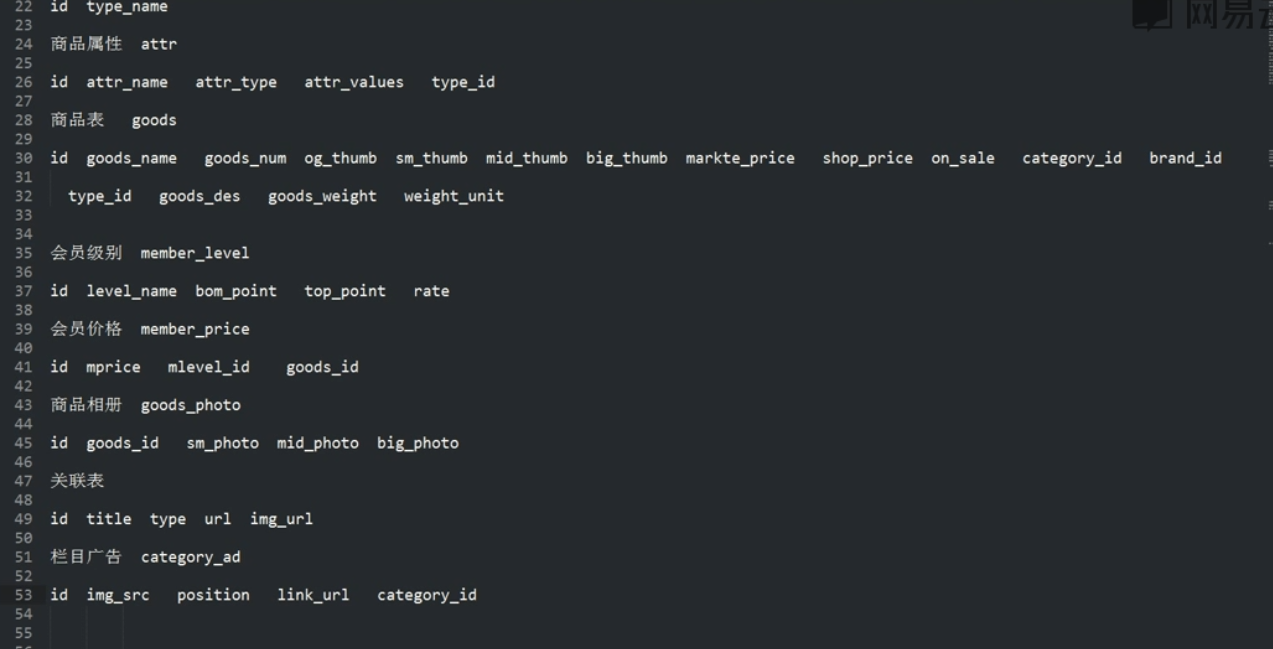 网易
22 id type_name
23
24 商品属性 attr
25
26 id attr_name attr_type attr_values type_id
27
28 商品表 goods
29
30 id goods_name goods_num og_thumb sm_thumb mid_thumb big_thumb markte_price shop_price on_sale category_id brand_id
31
32 type_id goods_des goods_weight weight_unit
33
34
35 会员级别 member_level
36
37 id level_name bom_point top_point rate
38
39 会员价格 member_price
40
41 id mprice mlevel_id goods_id
42
43 商品相册 goods_photo
44
45 id goods_id sm_photo mid_photo big_photo
46
47 关联表
48
49 id title type url img_url
50
51 栏目广告 category_ad
52
53 id img_src position link_url category_id
54
55